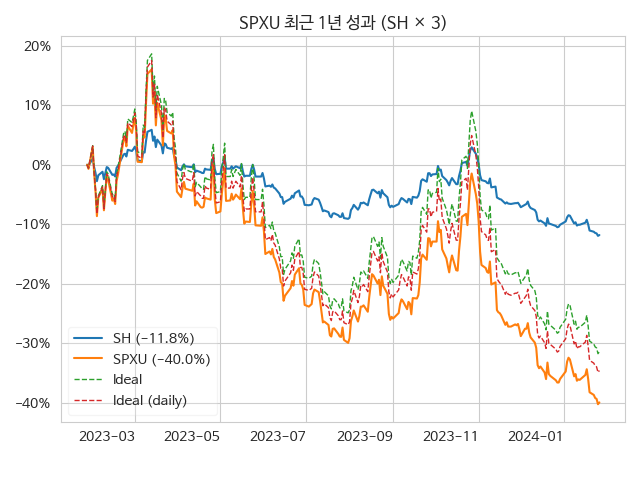 SPXU 최근 1년 성과 (SH × 3)
20%
10%
0%
−10%
−20%
−30%
−40%
SH (−11.8%)
SPXU (−40.0%)
Ideal
Ideal (daily)
2023−03
2023−05
2023−07
2023−09
2023−11
2024−01